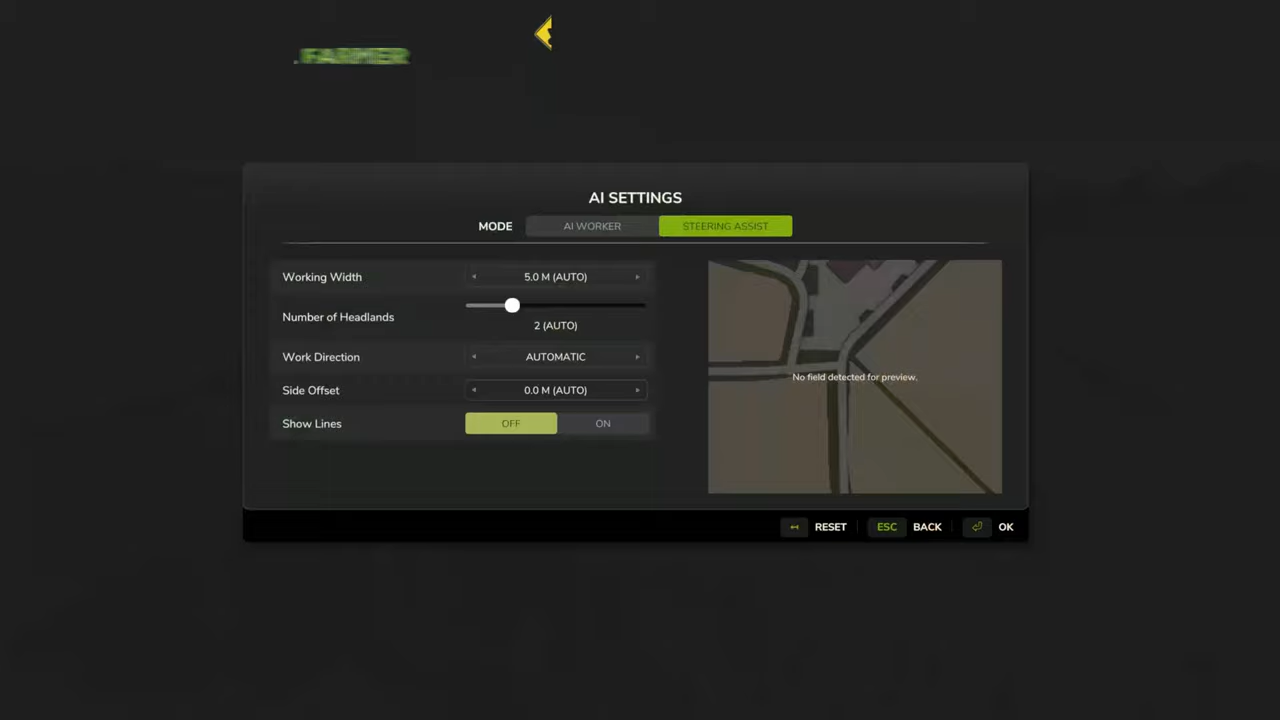 AI SETTINGS
MODE AI WORKER STEERING ASSIST
Working Width 5.0 M (AUTO)
Number of Headlands 2 (AUTO)
Work Direction AUTOMATIC
Side Offset 0.0 M (AUTO)
Show Lines OFF ON
No field detected for preview.
RESET ESC BACK OK